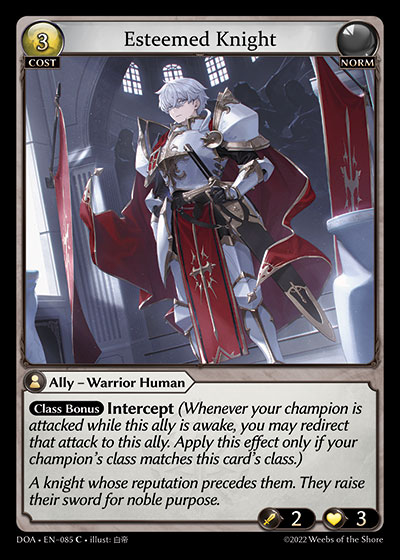 3
Esteemed Knight
COST
NORM
Ally – Warrior Human
Class Bonus Intercept (Whenever your champion is
attacked while this ally is awake, you may redirect
that attack to this ally. Apply this effect only if your
champion's class matches this card's class.)
A knight whose reputation precedes them. They raise
their sword for noble purpose.
2
3
DOA • EN-085 C • illust: 白帝
©2022 Weebs of the Shore